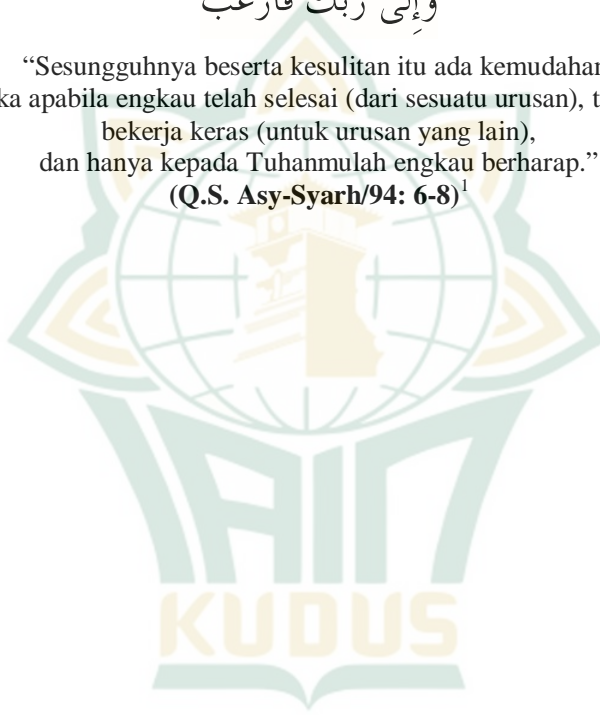 وَإِلَى رَبِّكَ فَارْغَبْ
“Sesungguhnya beserta kesulitan itu ada kemudahan
apabila engkau telah selesai (dari sesuatu urusan),
bekerja keras (untuk urusan yang lain),
dan hanya kepada Tuhanmulah engkau berharap.”
(Q.S. Asy-Syarh/94: 6-8)1
IAIN
KUDUS